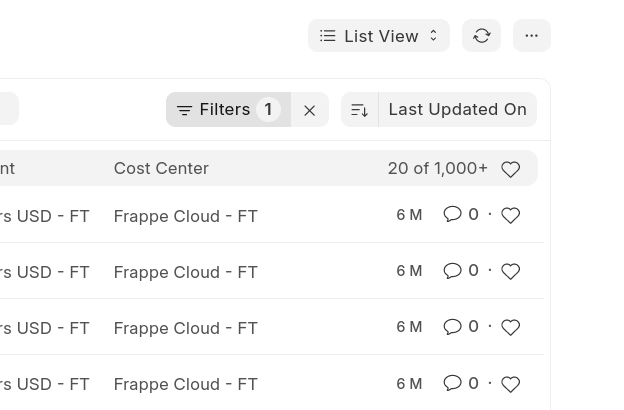 List View
Filters 1 Last Updated On
nt Cost Center 20 of 1,000+
rs USD - FT Frappe Cloud - FT 6 M 0 ·
rs USD - FT Frappe Cloud - FT 6 M 0 ·
rs USD - FT Frappe Cloud - FT 6 M 0 ·
rs USD - FT Frappe Cloud - FT 6 M 0 ·